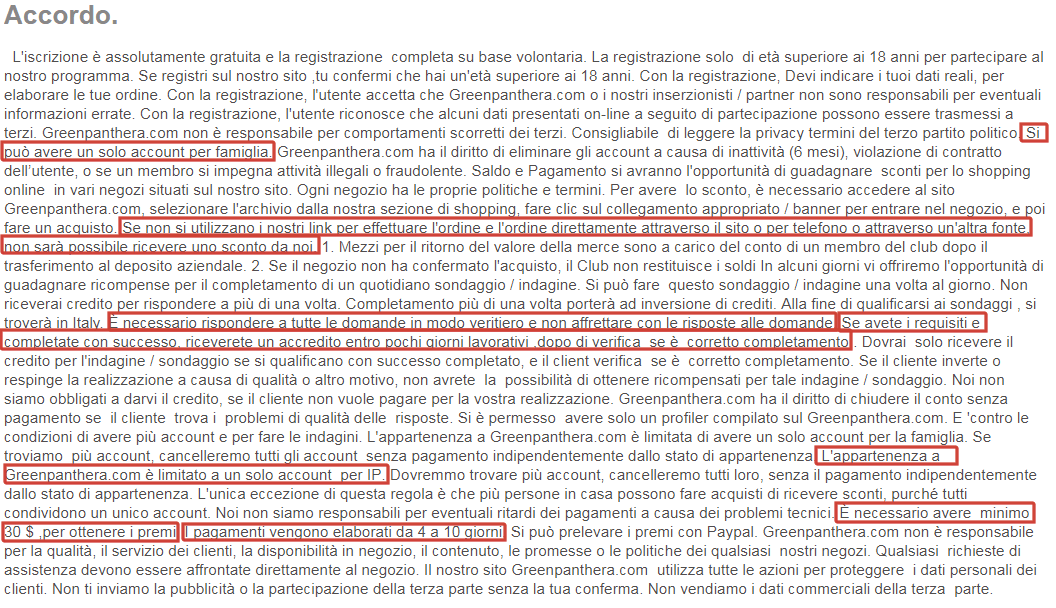 Accordo.
L'iscrizione è assolutamente gratuita e la registrazione completa su base volontaria. La registrazione solo di età superiore ai 18 anni per partecipare al
nostro programma. Se registri sul nostro sito ,tu confermi che hai un'età superiore ai 18 anni. Con la registrazione, Devi indicare i tuoi dati reali, per
elaborare le tue ordine. Con la registrazione, l'utente accetta che Greenpanthera.com o i nostri inserzionisti / partner non sono responsabili per eventuali
informazioni errate. Con la registrazione, l'utente riconosce che alcuni dati presentati on-line a seguito di partecipazione possono essere trasmessi a
terzi. Greenpanthera.com non è responsabile per comportamenti scorretti dei terzi. Consigliabile di leggere la privacy termini del terzo partito politico. Si
può avere un solo account per famiglia. Greenpanthera.com ha il diritto di eliminare gli account a causa di inattività (6 mesi), violazione di contratto
dell'utente, o se un membro si impegna attività illegali o fraudolente. Saldo e Pagamento si avranno l'opportunità di guadagnare sconti per lo shopping
online in vari negozi situati sul nostro sito. Ogni negozio ha le proprie politiche e termini. Per avere lo sconto, è necessario accedere al sito
Greenpanthera.com, selezionare l'archivio dalla nostra sezione di shopping, fare clic sul collegamento appropriato / banner per entrare nel negozio, e poi
fare un acquisto. Se non si utilizzano i nostri link per effettuare l'ordine e l'ordine direttamente attraverso il sito o per telefono o attraverso un'altra fonte,
non sarà possibile ricevere uno sconto da noi. 1. Mezzi per il ritorno del valore della merce sono a carico del conto di un membro del club dopo il
trasferimento al deposito aziendale. 2. Se il negozio non ha confermato l'acquisto, il Club non restituisce i soldi In alcuni giorni vi offriremo l'opportunità di
guadagnare ricompense per il completamento di un quotidiano sondaggio / indagine. Si può fare questo sondaggio / indagine una volta al giorno. Non
riceverai credito per rispondere a più di una volta. Completamento più di una volta porterà ad inversione di crediti. Alla fine di qualificarsi ai sondaggi , si
troverà in Italy. È necessario rispondere a tutte le domande in modo veritiero e non affrettare con le risposte alle domande. Se avete i requisiti e
completate con successo, riceverete un accredito entro pochi giorni lavorativi ,dopo di verifica se è corretto completamento . Dovrai solo ricevere il
credito per l'indagine / sondaggio se si qualificano con successo completato, e il client verifica se è corretto completamento. Se il cliente inverte o
respinge la realizzazione a causa di qualità o altro motivo, non avrete la possibilità di ottenere ricompensati per tale indagine / sondaggio. Noi non
siamo obbligati a darvi il credito, se il cliente non vuole pagare per la vostra realizzazione. Greenpanthera.com ha il diritto di chiudere il conto senza
pagamento se il cliente trova i problemi di qualità delle risposte. Si è permesso avere solo un profiler compilato sul Greenpanthera.com. E 'contro le
condizioni di avere più account e per fare le indagini. L'appartenenza a Greenpanthera.com è limitata di avere un solo account per la famiglia. Se
troviamo più account, cancelleremo tutti gli account senza pagamento indipendentemente dallo stato di appartenenza. L'appartenenza a
Greenpanthera.com è limitato a un solo account per IP. Dovremmo trovare più account, cancelleremo tutti loro, senza il pagamento indipendentemente
dallo stato di appartenenza. L'unica eccezione di questa regola è che più persone in casa possono fare acquisti di ricevere sconti, purché tutti
condividono un unico account. Noi non siamo responsabili per eventuali ritardi dei pagamenti a causa dei problemi tecnici. È necessario avere minimo
30 $ ,per ottenere i premi I pagamenti vengono elaborati da 4 a 10 giorni. Si può prelevare i premi con Paypal. Greenpanthera.com non è responsabile
per la qualità, il servizio dei clienti, la disponibilità in negozio, il contenuto, le promesse o le politiche dei qualsiasi nostri negozi. Qualsiasi richieste di
assistenza devono essere affrontate direttamente al negozio. Il nostro sito Greenpanthera.com utilizza tutte le azioni per proteggere i dati personali dei
clienti. Non ti inviamo la pubblicità o la partecipazione della terza parte senza la tua conferma. Non vendiamo i dati commerciali della terza parte.